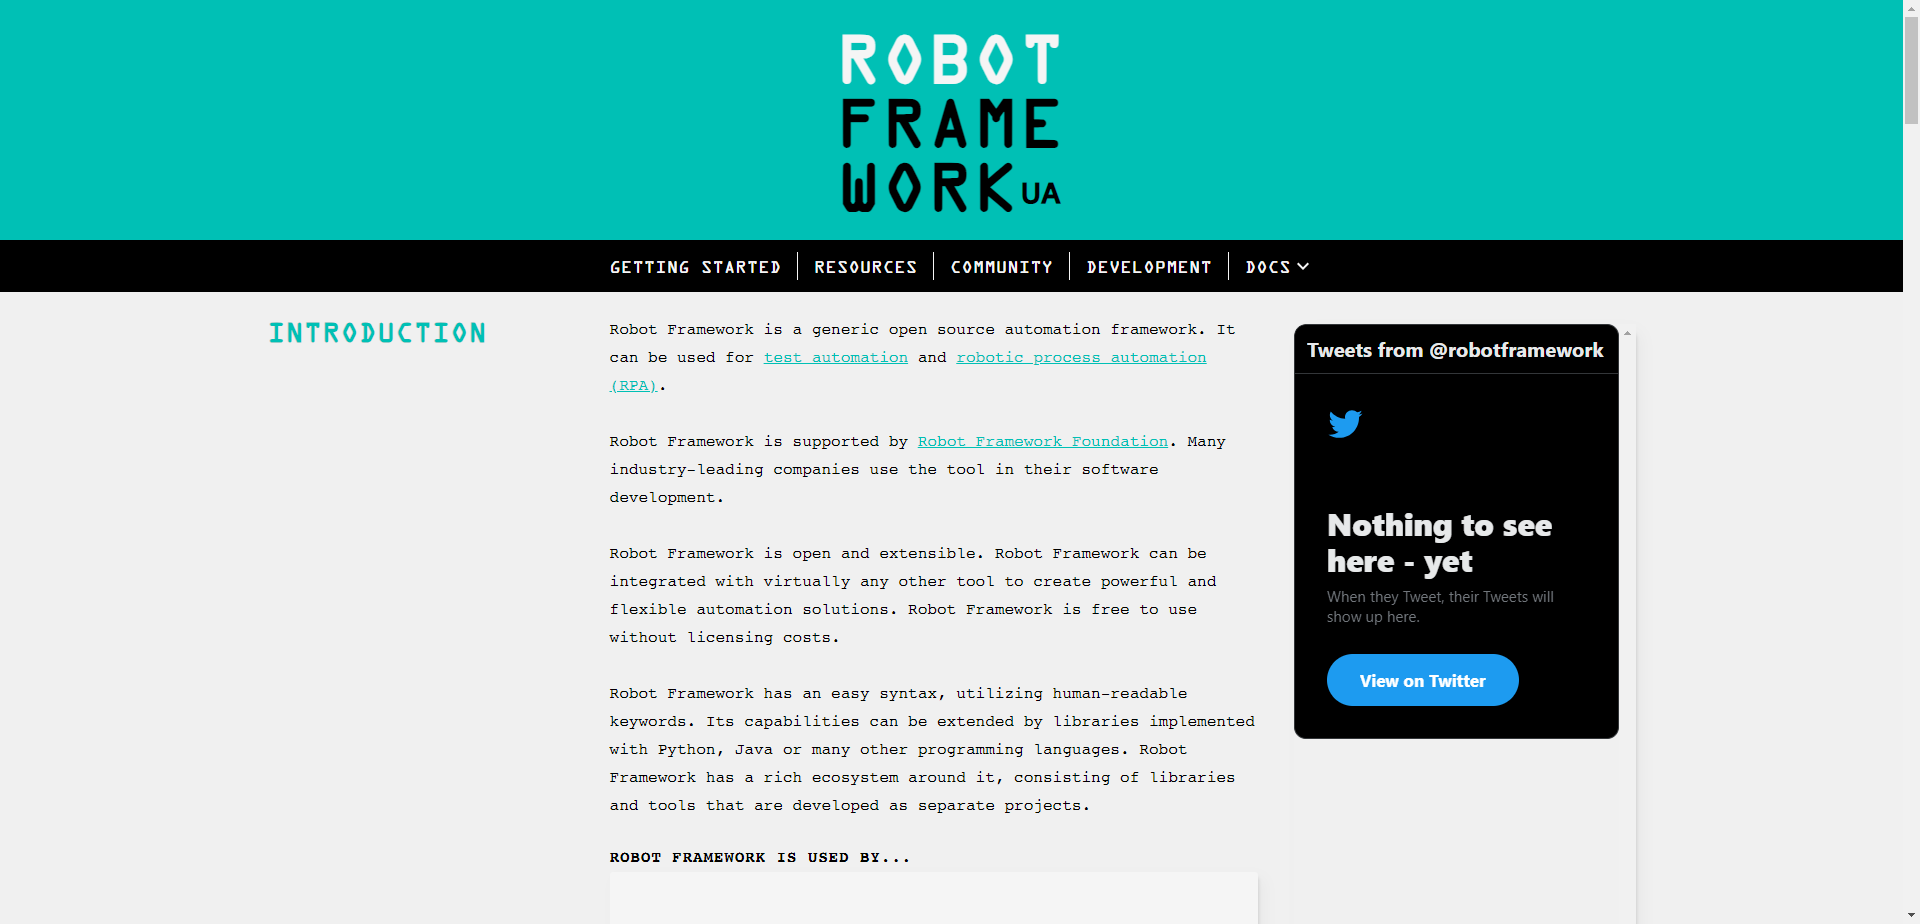 ROBOT
FRAME
WORK UA
GETTING STARTED
RESOURCES
COMMUNITY
DEVELOPMENT
DOCS
INTRODUCTION
Robot Framework is a generic open source automation framework. It
can be used for test automation and robotic process automation
(RPA).
Robot Framework is supported by Robot Framework Foundation. Many
industry-leading companies use the tool in their software
development.
Robot Framework is open and extensible. Robot Framework can be
integrated with virtually any other tool to create powerful and
flexible automation solutions. Robot Framework is free to use
without licensing costs.
Robot Framework has an easy syntax, utilizing human-readable
keywords. Its capabilities can be extended by libraries implemented
with Python, Java or many other programming languages. Robot
Framework has a rich ecosystem around it, consisting of libraries
and tools that are developed as separate projects.
ROBOT FRAMEWORK IS USED BY...
Tweets from @robotframework
Nothing to see
here - yet
When they Tweet, their Tweets will
show up here.
View on Twitter